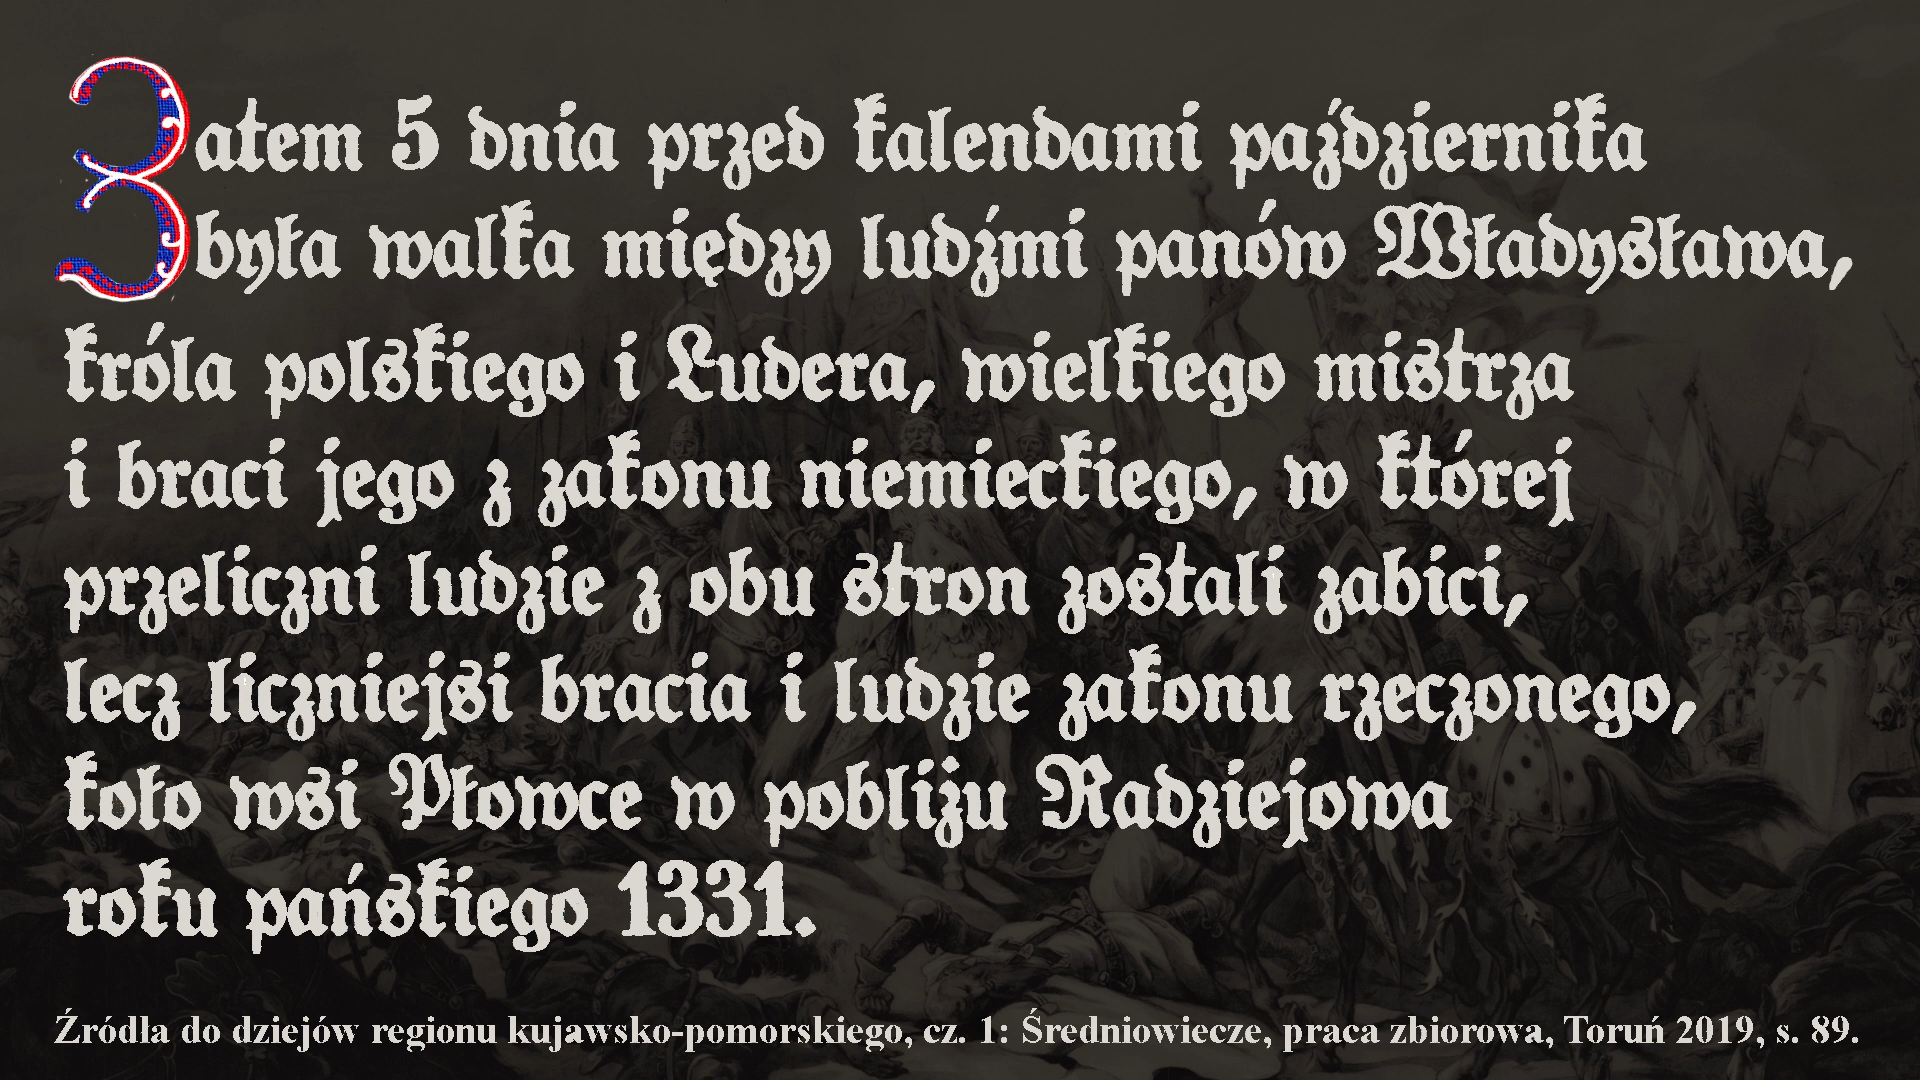 Zatem 5 dnia przed kalendami października
była walka między ludźmi panów Władysława,
króla polskiego i Ludera, wielkiego mistrza
i braci jego z zakonu niemieckiego, w której
przeliczni ludzie z obu stron zostali zabici,
lecz liczniejsi bracia i ludzie zakonu rzeczonego,
koło wsi Płowce w pobliżu Radziejowa
roku pańskiego 1331.
Źródła do dziejów regionu kujawsko-pomorskiego, cz. 1: Średniowiecze, praca zbiorowa, Toruń 2019, s. 89.